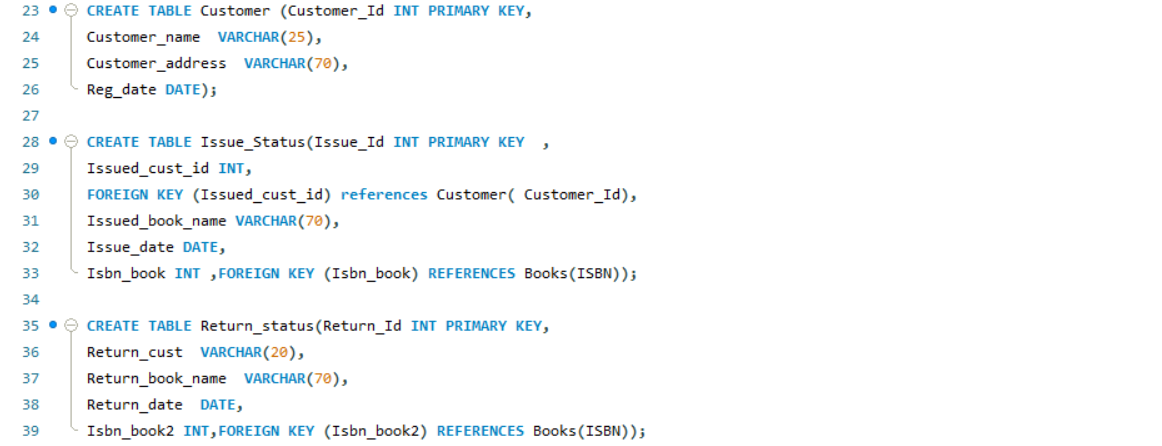 23 CREATE TABLE Customer (Customer_Id INT PRIMARY KEY,
24 Customer_name  VARCHAR(25),
25 Customer_address  VARCHAR(70),
26 Reg_date DATE);
27
28 CREATE TABLE Issue_Status(Issue_Id INT PRIMARY KEY  ,
29 Issued_cust_id INT,
30 FOREIGN KEY (Issued_cust_id) references Customer( Customer_Id),
31 Issued_book_name VARCHAR(70),
32 Issue_date DATE,
33 Isbn_book INT ,FOREIGN KEY (Isbn_book) REFERENCES Books(ISBN));
34
35 CREATE TABLE Return_status(Return_Id INT PRIMARY KEY,
36 Return_cust  VARCHAR(20),
37 Return_book_name  VARCHAR(70),
38 Return_date  DATE,
39 Isbn_book2 INT,FOREIGN KEY (Isbn_book2) REFERENCES Books(ISBN));